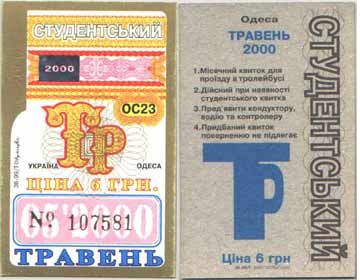 СТУДЕНТСЬКИЙ
2000
ОС23
Тр
УКРАЇНА ОДЕСА
ЦІНА 6 ГРН.
05'2000
№ 107581
ТРАВЕНЬ
Одеса
ТРАВЕНЬ
2000
1.Місячний квиток для
проїзду в тролейбусі
2.Дійсний при наявності
студентського квитка
3.Пред'явити кондуктору,
водію та контролеру
4.Придбаний квиток
поверненню не підлягає
Тр
Ціна 6 грн
СТУДЕНТСЬКИЙ